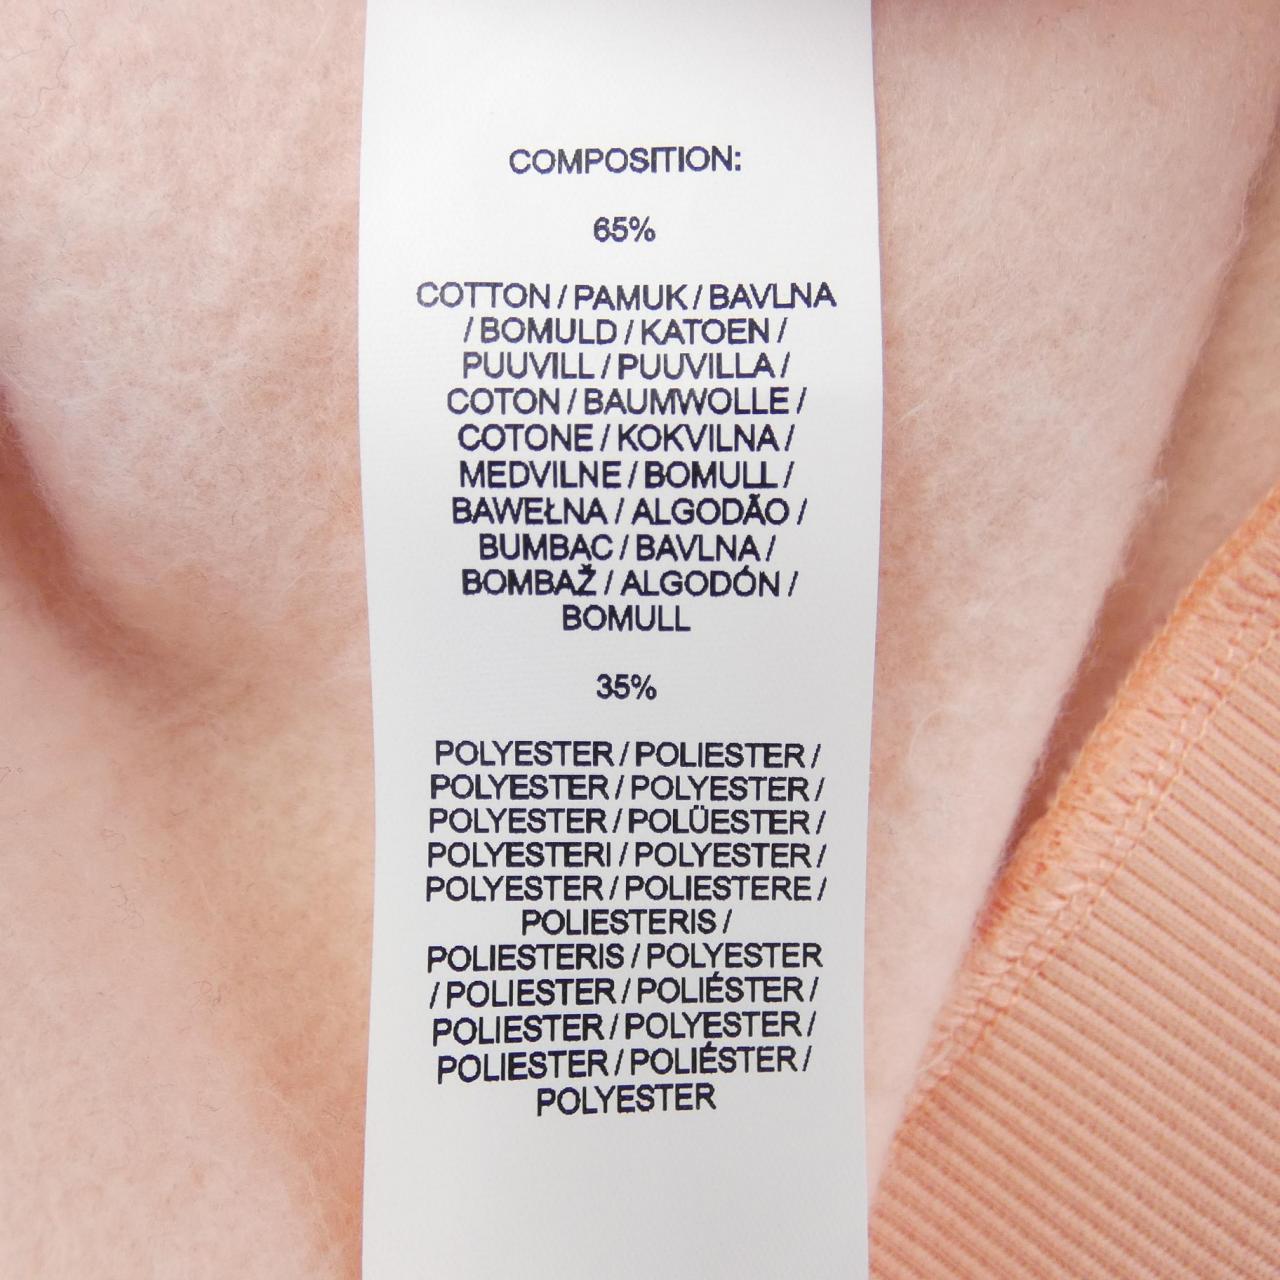 COMPOSITION:
65%
COTTON / PAMUK / BAVLNA
/ BOMULD / KATOEN /
PUUVILL / PUUVILLA /
COTON / BAUMWOLLE /
COTONE / KOKVILNA /
MEDVILNE / BOMULL /
BAWEŁNA / ALGODÃO /
BUMBAC / BAVLNA /
BOMBAŽ / ALGODÓN /
BOMULL
35%
POLYESTER / POLIESTER /
POLYESTER / POLYESTER /
POLYESTER / POLÜESTER /
POLYESTERI / POLYESTER /
POLYESTER / POLIESTERE /
POLIESTERIS /
POLIESTERIS / POLYESTER
/ POLIESTER / POLIÉSTER /
POLIESTER / POLYESTER /
POLIESTER / POLIÉSTER /
POLYESTER